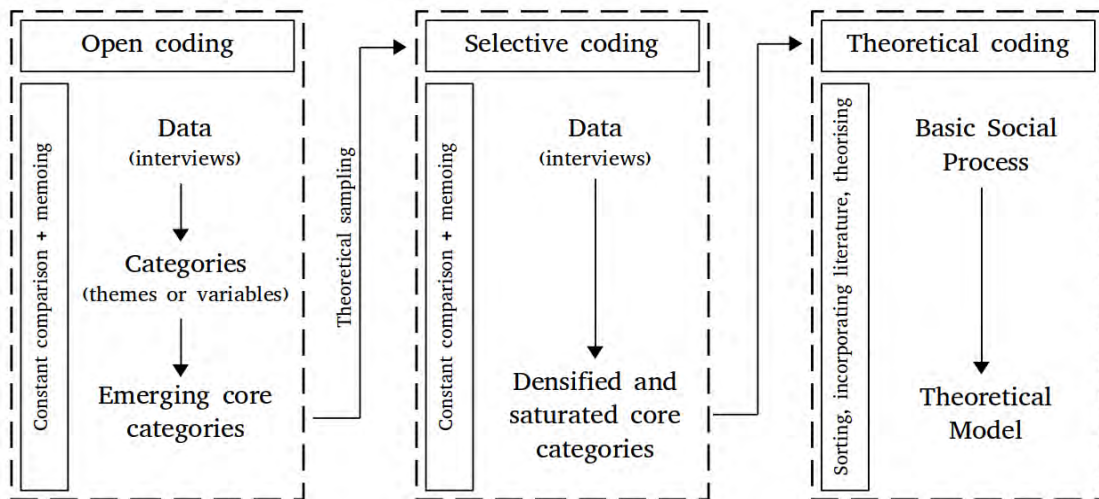 Open coding
Constant comparison + memoing
Data
(interviews)
Categories
(themes or variables)
Emerging core
categories
Theoretical sampling
Selective coding
Constant comparison + memoing
Data
(interviews)
Densified and
saturated core
categories
Theoretical coding
Sorting, incorporating literature, theorising
Basic Social
Process
Theoretical
Model